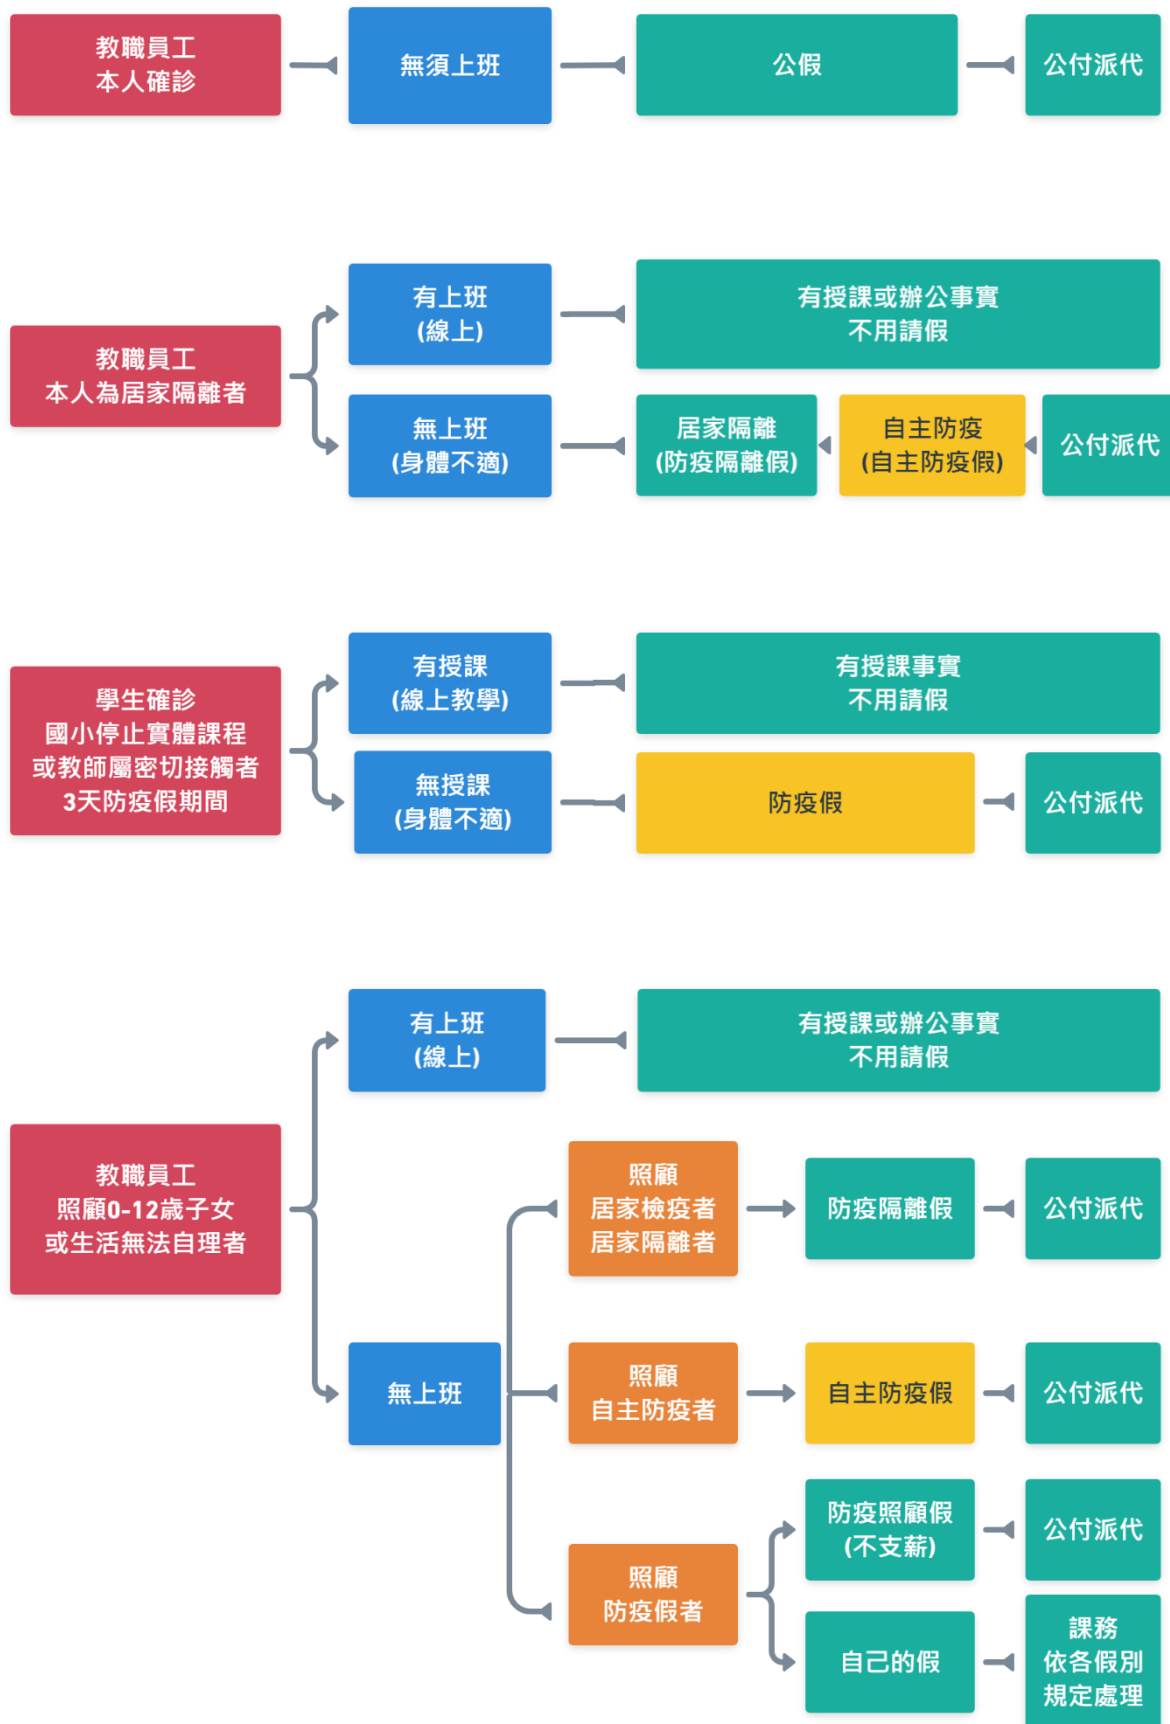 教職員工
本人確診
無須上班
公假
公付派代
教職員工
本人為居家隔離者
有上班
(線上)
有授課或辦公事實
不用請假
無上班
(身體不適)
居家隔離
(防疫隔離假)
自主防疫
(自主防疫假)
公付派代
學生確診
國小停止實體課程
或教師屬密切接觸者
3天防疫假期間
有授課
(線上教學)
有授課事實
不用請假
無授課
(身體不適)
防疫假
公付派代
教職員工
照顧0-12歲子女
或生活無法自理者
有上班
(線上)
有授課或辦公事實
不用請假
無上班
照顧
居家檢疫者
居家隔離者
防疫隔離假
公付派代
照顧
自主防疫者
自主防疫假
公付派代
照顧
防疫假者
防疫照顧假
(不支薪)
公付派代
自己的假
課務
依各假別
規定處理